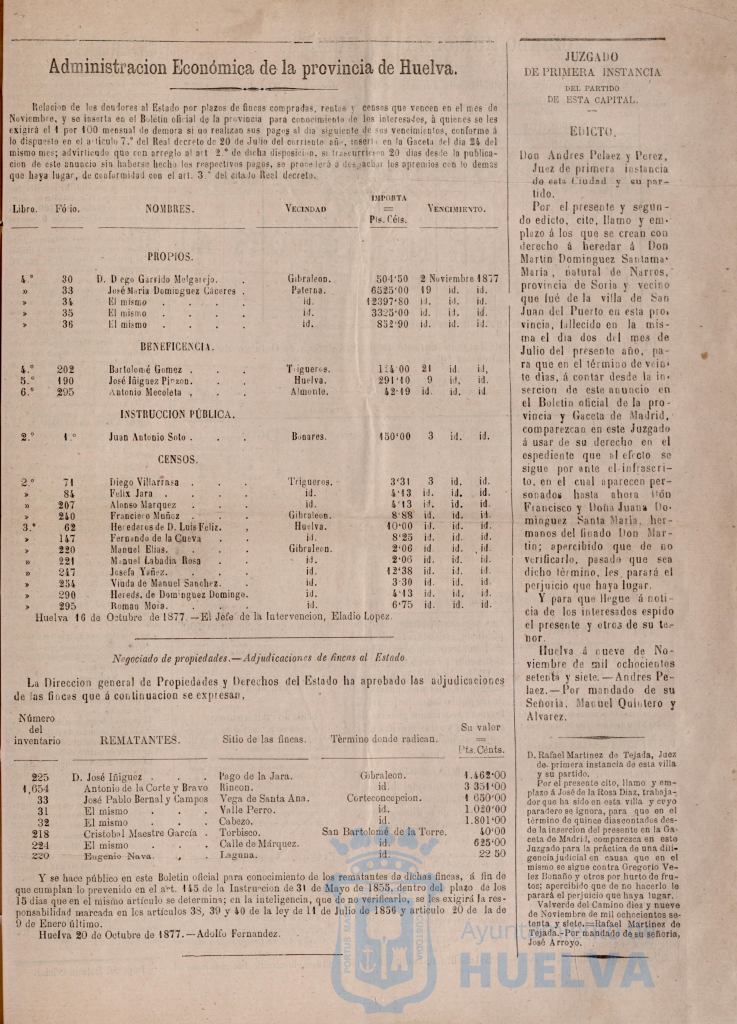 Administracion Económica de la provincia de Huelva.
Relacion de los deudores al Estado por plazos de fincas compradas, rentas y censos que vencen en el mes de
Noviembre, y se inserta en el Boletin oficial de la provincia para conocimiento de los interesados, à quienes se les
exigirá el 1 por 100 mensual de demora si no realizan sus pagos al dia siguiente de sus vencimientos, conforme á
lo dispuesto en el articulo 7.º del Real decreto de 20 de Julio del corriente año, inserto en la Gaceta del dia 24 del
mismo mes; advirtiendo que con arreglo al art 2.º de dicha disposicion, si trascurriesen 20 dias desde la publica-
cion de este anuncio sin haberse hecho los respectivos pagos, se procederá á despachar los apremios con lo demas
que haya lugar, de conformidad con el art. 3.º del citado Real decreto.
Libro. Fólio. NOMBRES. VECINDAD IMPORTA = Pts. Céts. VENCIMIENTO.
PROPIOS.
4.º 30 D. Diego Garrido Melgarejo. . Gibraleon. 504'50 2 Noviembre 1877
» 33 José Maria Dominguez Cáceres . Paterna. 6525'00 19 id. id.
» 34 El mismo . . . . id. 12397'80 id. id. id.
» 35 El mismo . . . . id. 3325'00 id. id. id.
» 36 El mismo . . . . id. 852'90 id. id. id.
BENEFICENCIA.
4.º 202 Bartolomé Gomez . . . Trigueros. 114'00 21 id. id,
5.º 190 José Iñiguez Pinzon. . . Huelva. 291'10 9 id. id.
6.º 295 Antonio Mecoleta , . . Almonte. 42'19 id. id. id.
INSTRUCCION PÚBLICA.
2.º 1.º Juan Antonio Soto . . . Bonares. 150'00 3 id. id.
CENSOS.
2.º 71 Diego Villarrasa . . . Trigueros. 3'31 3 id. id.
» 84 Felix Jara . . . . id. 4'13 id. id. id.
» 207 Alonso Marquez . . . id. 4'13 id. id. id.
» 240 Francisco Muñoz . . . Gibraleon. 8'88 id. id. id.
3.º 62 Herederos de D. Luis Feliz. . Huelva. 10'00 id. id. id.
» 147 Fernando de la Cueva . . id. 8'25 id. id. id.
» 220 Manuel Elias. . . . Gibraleon. 2'06 id. id. id.
» 221 Manuel Labadia Rosa . . id. 2'06 id. id. id.
» 247 Josefa Yañez. . . . id. 12'38 id. id. id.
» 254 Viuda de Manuel Sanchez. . id. 3'30 id. id. id.
» 290 Hereds. de Dominguez Domingo. id. 4'13 id. id. id.
» 295 Roman Mora. . . . id. 6'75 id. id. id.
Huelva 16 de Octubre de 1877.—El Jefe de la Intervencion, Eladio Lopez.
Negociado de propiedades.—Adjudicaciones de fincas al Estado.
La Direccion general de Propiedades y Derechos del Estado ha aprobado las adjudicaciones
de las fincas que á continuacion se expresan,
Número del inventario REMATANTES. Sitio de las fincas. Término donde radican. Su valor = Pts. Cénts.
225 D. José Iñiguez . . . Pago de la Jara. Gibraleon. 1.462'00
1,654 Antonio de la Corte y Bravo Rincon. id. 3 351'00
33 José Pablo Bernal y Campos Vega de Santa Ana. Corteconcepcion. 1 650'00
31 El mismo . . . Valle Perro. id. 1 020'00
32 El mismo . . . Cabezo. id. 1.801'00
218 Cristobal Maestre Garcia . Torbisco. San Bartolomé de la Torre. 40'00
224 El mismo . . . Calle de Márquez. id. 625'00
220 Eugenio Nava. . . Laguna. id. 22 50
Y se hace público en este Boletin oficial para conocimiento de los rematantes de dichas fincas, á fin de
que cumplan lo prevenido en el art. 145 de la Instruccion de 31 de Mayo de 1855, dentro del plazo de los
15 dias que en el mismo artículo se determina; en la inteligencia, que de no verificarlo, se les exigirá la res-
ponsabilidad marcada en los artículos 38, 39 y 40 de la ley de 11 de Julio de 1856 y artículo 20 de la de
9 de Enero último.
Huelva 20 de Octubre de 1877.—Adolfo Fernandez.
JUZGADO
DE PRIMERA INSTANCIA
DEL PARTIDO
DE ESTA CAPITAL.
EDICTO.
Don Andres Pelaez y Perez,
Juez de primera instancia
de esta Ciudad y su par-
tido.
Por el presente y segun-
do edicto, cito, llamo y em-
plazo á los que se crean con
derecho á heredar á Don
Martin Dominguez Santama-
Maria, natural de Narros,
provincia de Soria y vecino
que fué de la villa de San
Juan del Puerto en esta pro-
vincia, fallecido en la mis-
ma el dia dos del mes de
Julio del presente año, pa-
ra que en el término de vein-
te dias, á contar desde la in-
sercion de este anuncio en
el Boletin oficial de la pro-
vincia y Gaceta de Madrid,
comparezcan en este Juzgado
á usar de su derecho en el
espediente que al efecto se
sigue por ante el infrascri-
to, en el cual aparecen per-
sonados hasta ahora Don
Francisco y Doña Juana Do-
minguez Santa Maria, her-
manos del finado Don Mar-
tin; apercibido que de no
verificarlo, pasado que sea
dicho término, les parará el
perjuicio que haya lugar.
Y para que llegue á noti-
cia de los interesados espido
el presente y otros de su te-
nor.
Huelva á nueve de No-
viembre de mil ochocientos
setenta y siete.—Andres Pe-
laez.—Por mandado de su
Señoria, Manuel Quintero y
Alvarez.
D. Rafael Martinez de Tejada, Juez
de primera instancia de esta villa
y su partido.
Por el presente cito, llamo y em-
plazo á José de la Rosa Diaz, trabaja-
dor que ha sido en esta villa y cuyo
paradero se ignora, para que en el
término de quince dias contados des-
de la insercion del presente en la Ga-
ceta de Madrid, comparezca en este
Juzgado para la práctica de una dili-
gencia judicial en causa que en el
mismo se sigue contra Gregorio Ve-
lez Bomaño y otros por hurto de fru-
tos; apercibido que de no hacerlo le
parará el perjuicio que haya lugar.
Valverde del Camino diez y nueve
de Noviembre de mil ochocientos se-
tenta y siete.=Rafael Martinez de
Tejada.-Por mandado de su señoria,
José Arroyo.
HUELVA